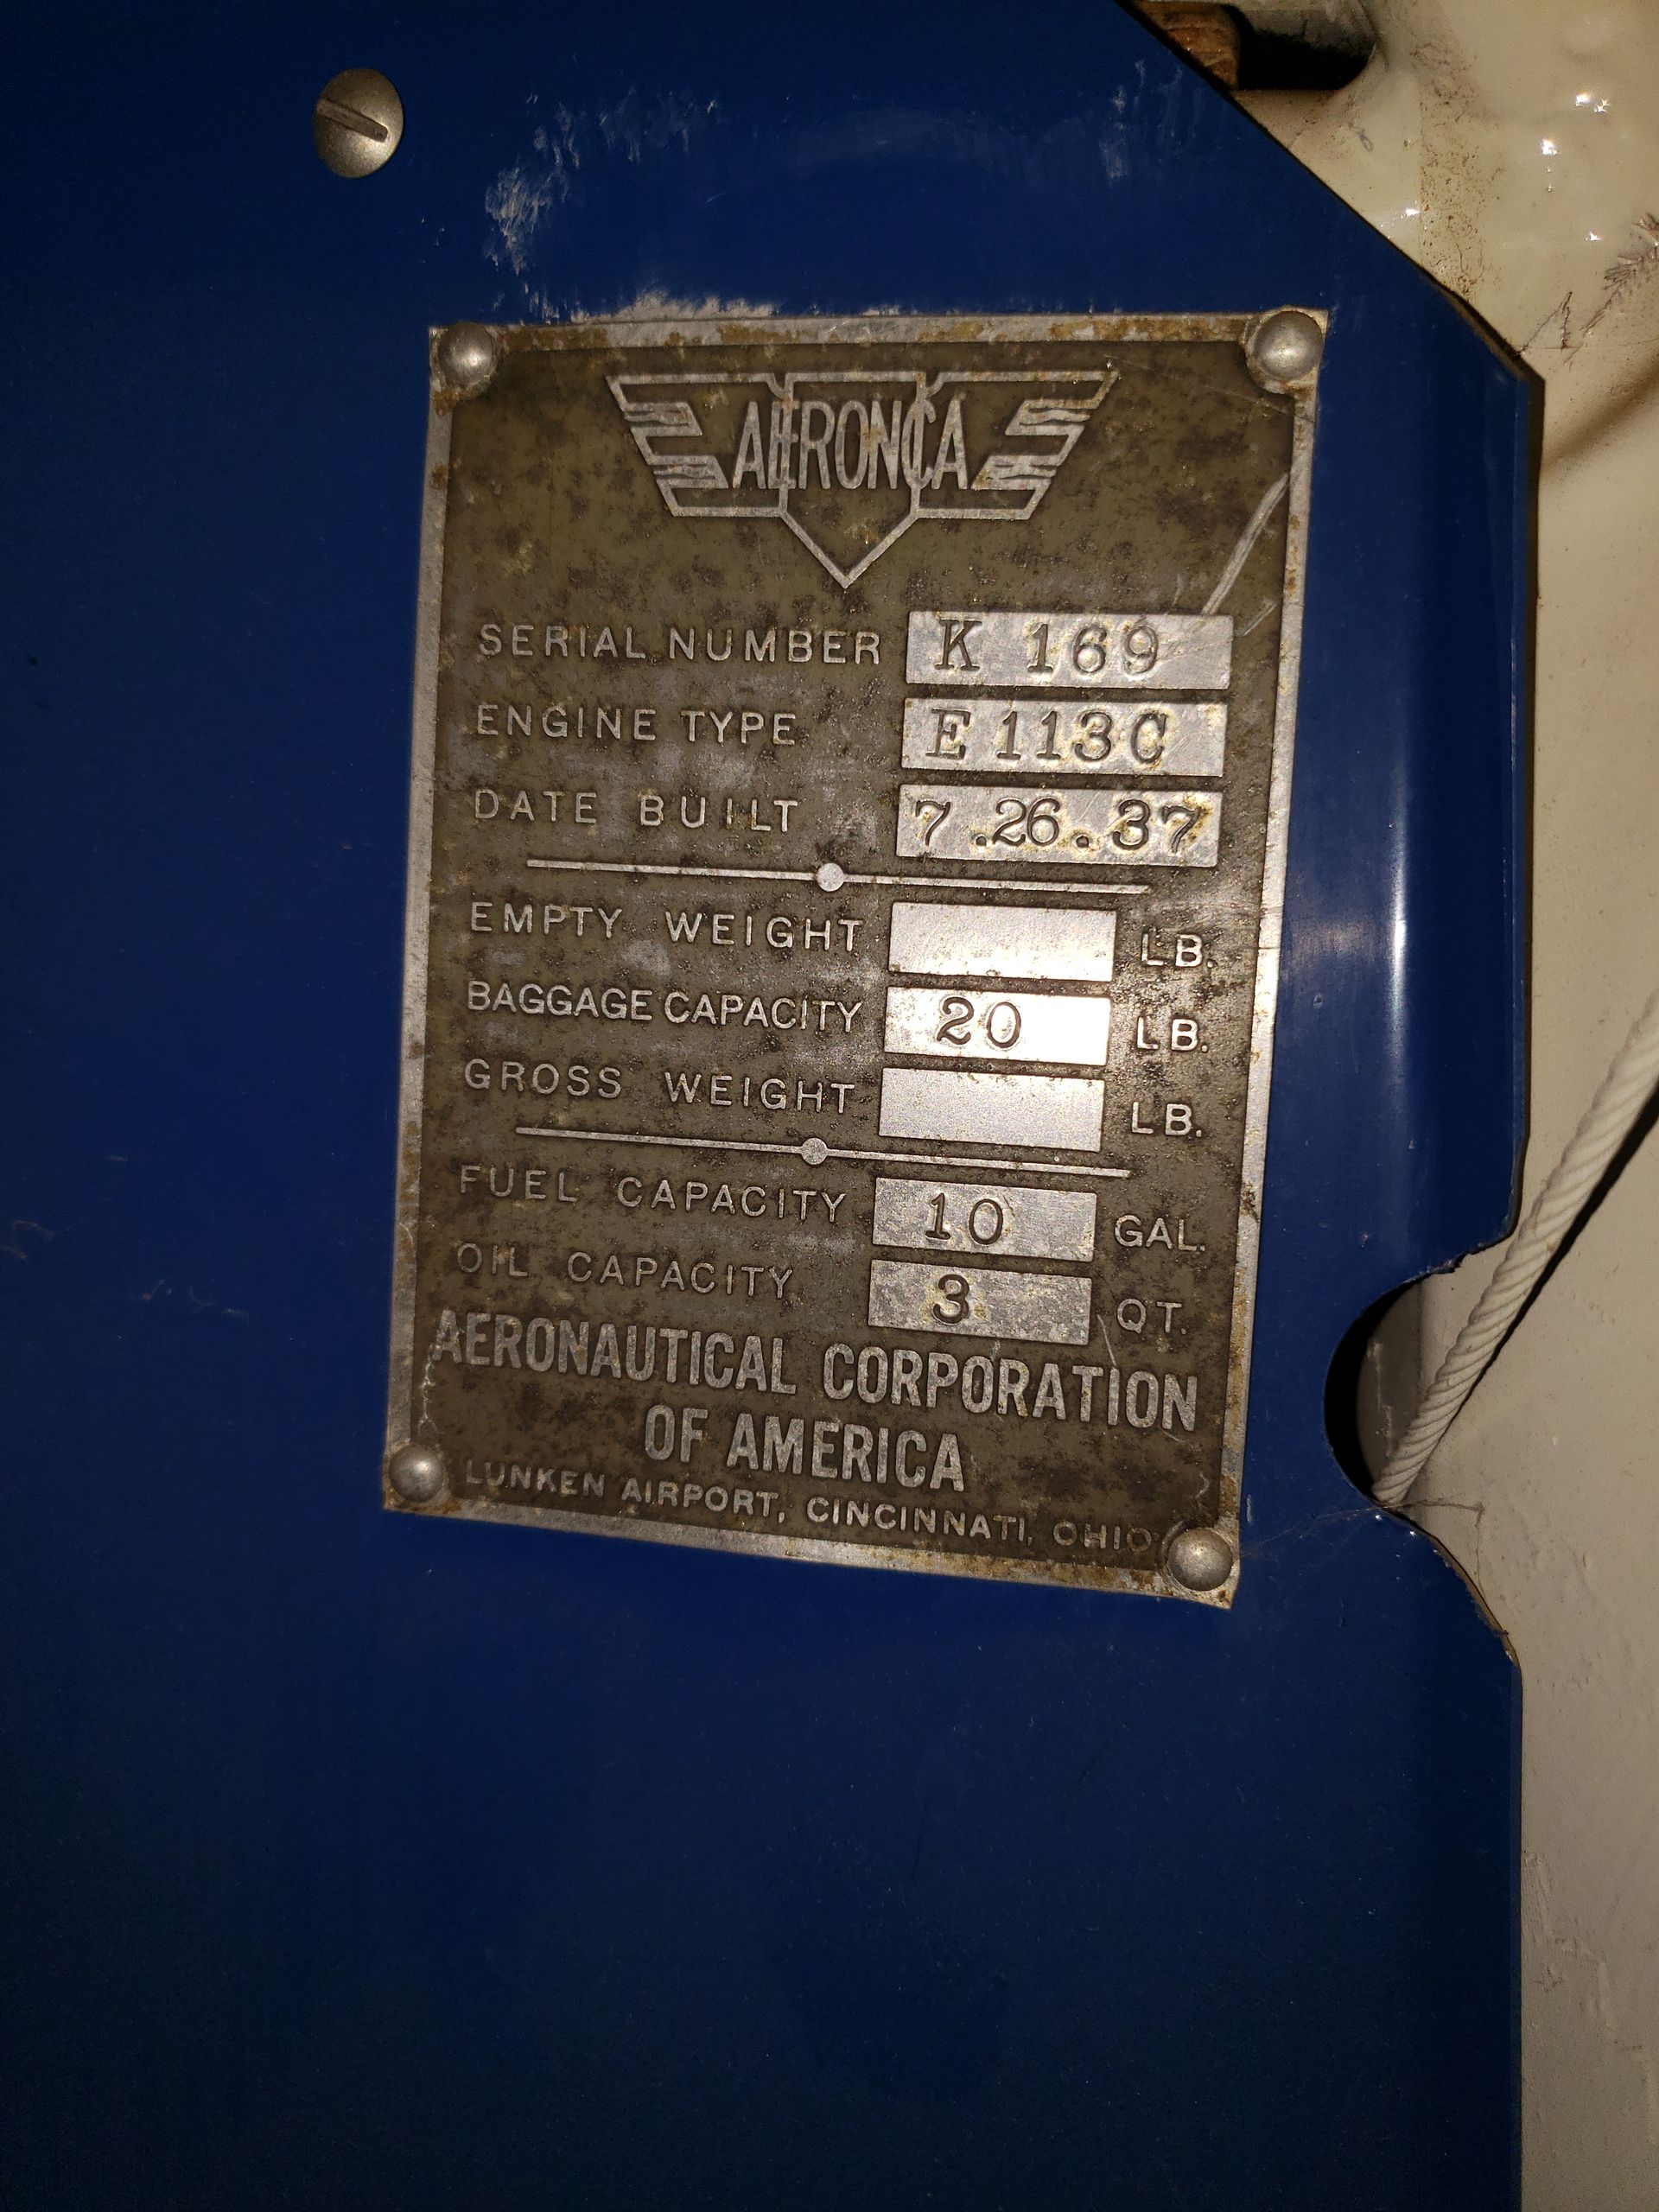 AERONCA
SERIAL NUMBER K 169
ENGINE TYPE E113C
DATE BUILT 7.26.37
EMPTY WEIGHT LB.
BAGGAGE CAPACITY 20 LB.
GROSS WEIGHT LB.
FUEL CAPACITY 10 GAL.
OIL CAPACITY 3 QT.
AERONAUTICAL CORPORATION
OF AMERICA
LUNKEN AIRPORT, CINCINNATI, OHIO